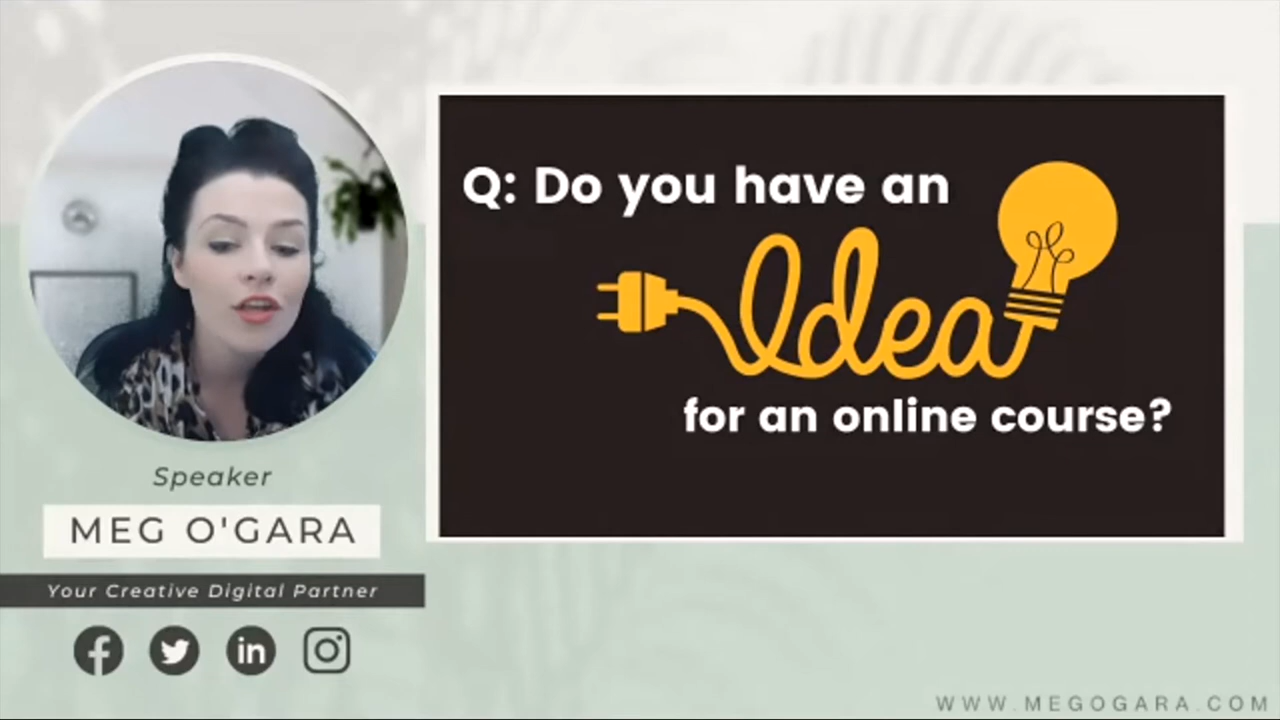 Q: Do you have an
Idea
for an online course?
Speaker
MEG O'GARA
Your Creative Digital Partner
WWW.MEGOGARA.COM